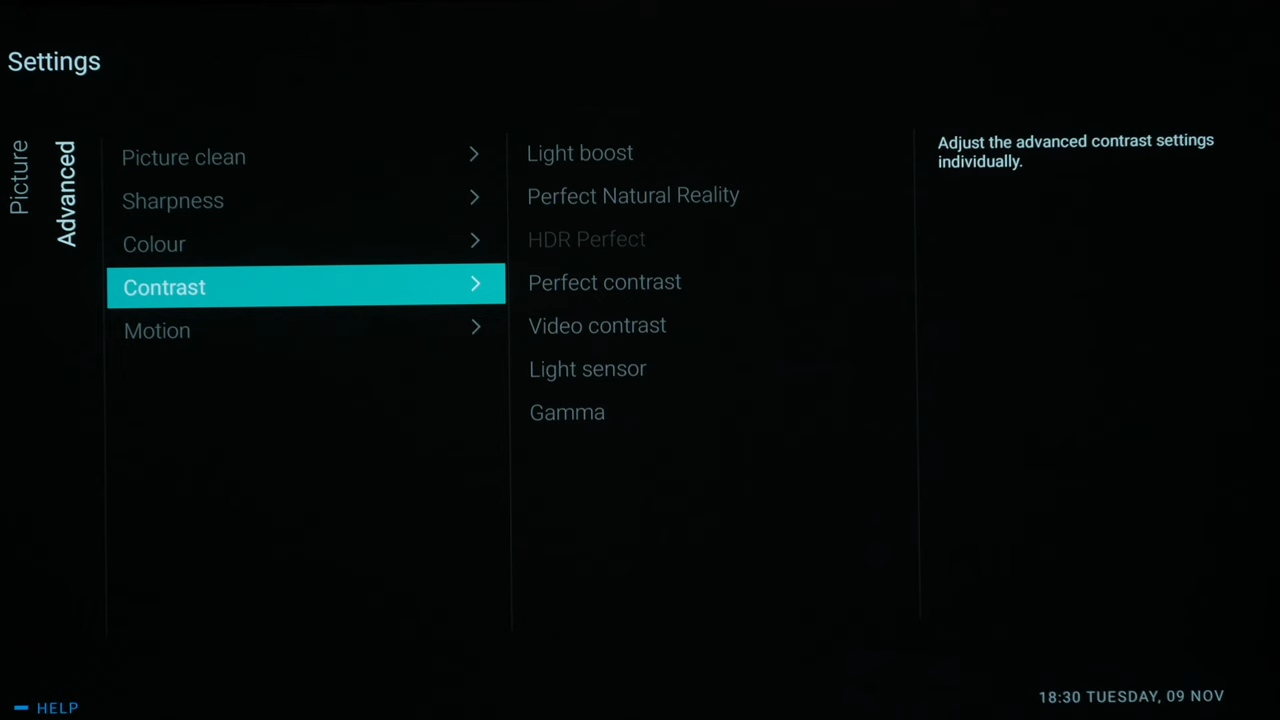 Settings
Picture
Advanced
Picture clean
Sharpness
Colour
Contrast
Motion
Light boost
Perfect Natural Reality
HDR Perfect
Perfect contrast
Video contrast
Light sensor
Gamma
Adjust the advanced contrast settings
individually.
HELP
18:30 TUESDAY, 09 NOV